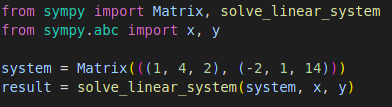 from sympy import Matrix, solve_linear_system
from sympy.abc import x, y
system = Matrix(((1, 4, 2), (-2, 1, 14)))
result = solve_linear_system(system, x, y)